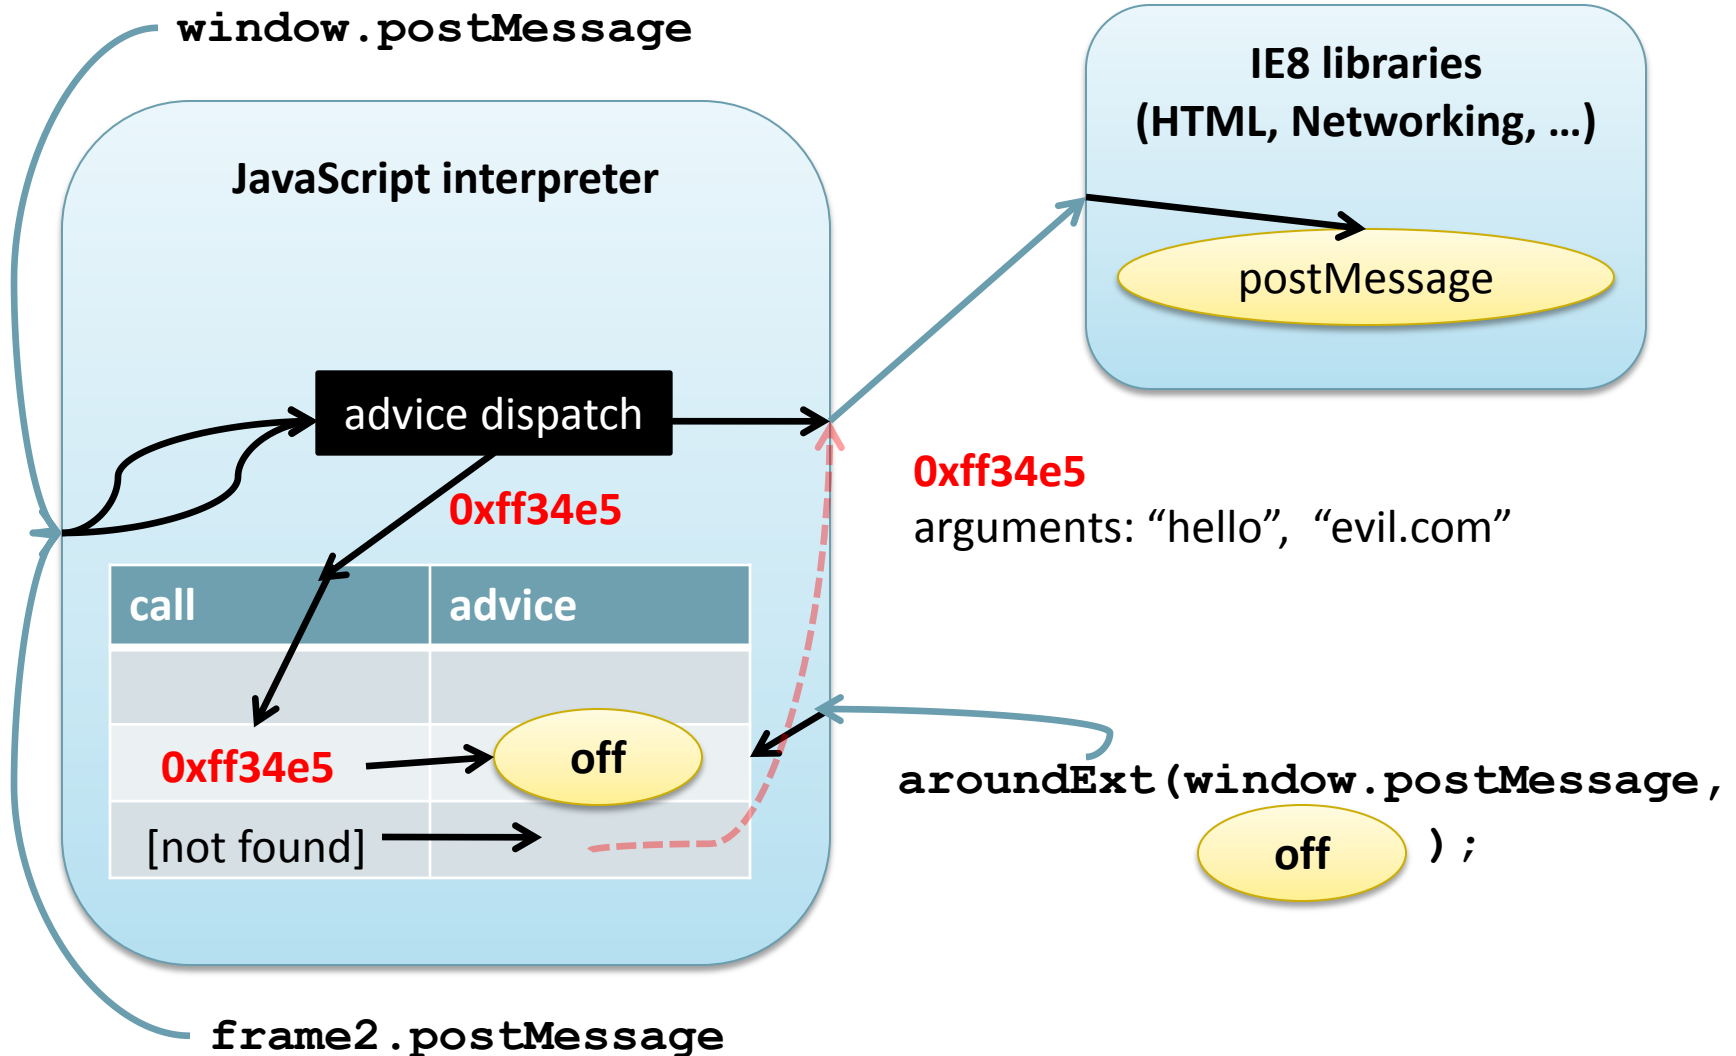 window.postMessage
IE8 libraries
(HTML, Networking, …)
JavaScript interpreter
postMessage
advice dispatch
0xff34e5
0xff34e5
arguments: “hello”, “evil.com”
call advice
0xff34e5 off
[not found]
aroundExt(window.postMessage,
off );
frame2.postMessage